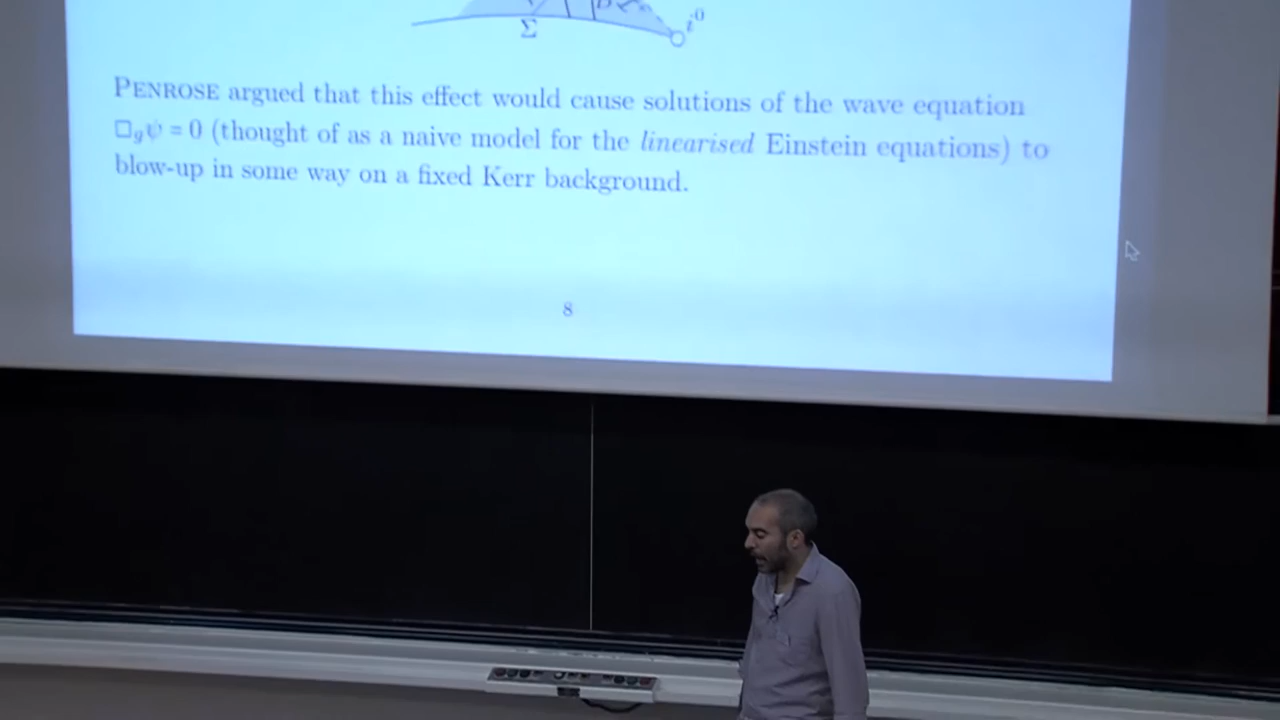 i⁰
Σ
PENROSE argued that this effect would cause solutions of the wave equation
□gψ = 0 (thought of as a naive model for the linearised Einstein equations) to
blow-up in some way on a fixed Kerr background.
8